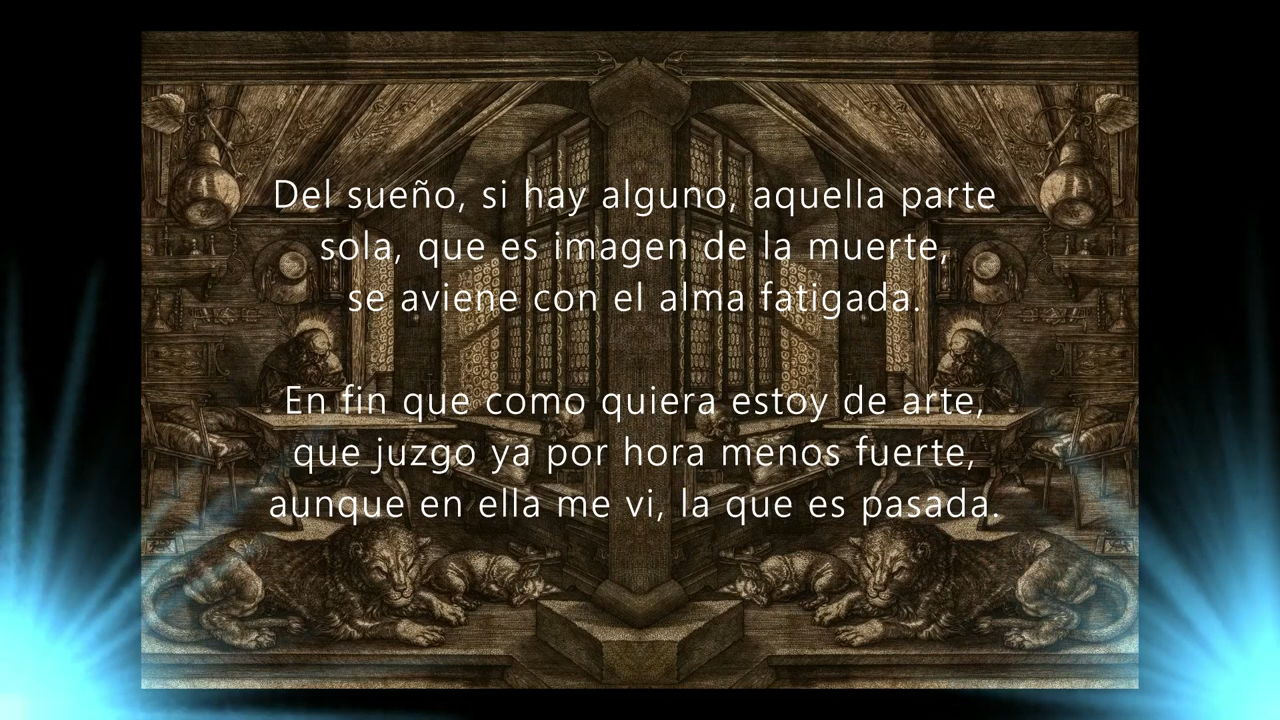 Del sueño, si hay alguno, aquella parte
sola, que es imagen de la muerte,
se aviene con el alma fatigada.
En fin que como quiera estoy de arte,
que juzgo ya por hora menos fuerte,
aunque en ella me vi, la que es pasada.